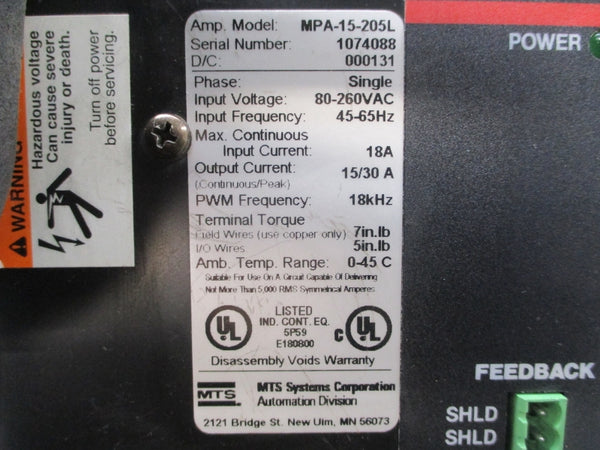 WARNING
Hazardous voltage
Can cause severe
injury or death.
Turn off power
before servicing.
Amp. Model: MPA-15-205L
Serial Number: 1074088
D/C: 000131
Phase: Single
Input Voltage: 80-260VAC
Input Frequency: 45-65Hz
Max. Continuous
Input Current: 18A
Output Current: 15/30 A
(Continuous/Peak)
PWM Frequency: 18kHz
Terminal Torque
Field Wires (use copper only): 7in.lb
I/O Wires: 5in.lb
Amb. Temp. Range: 0-45 C
Suitable For Use On A Circuit Capable Of Delivering
Not More Than 5,000 RMS Symmetrical Amperes
UL
LISTED
IND. CONT. EQ.
5P59
E180800
C UL
Disassembly Voids Warranty
MTS
MTS Systems Corporation
Automation Division
2121 Bridge St. New Ulm, MN 56073
POWER
FEEDBACK
SHLD
SHLD